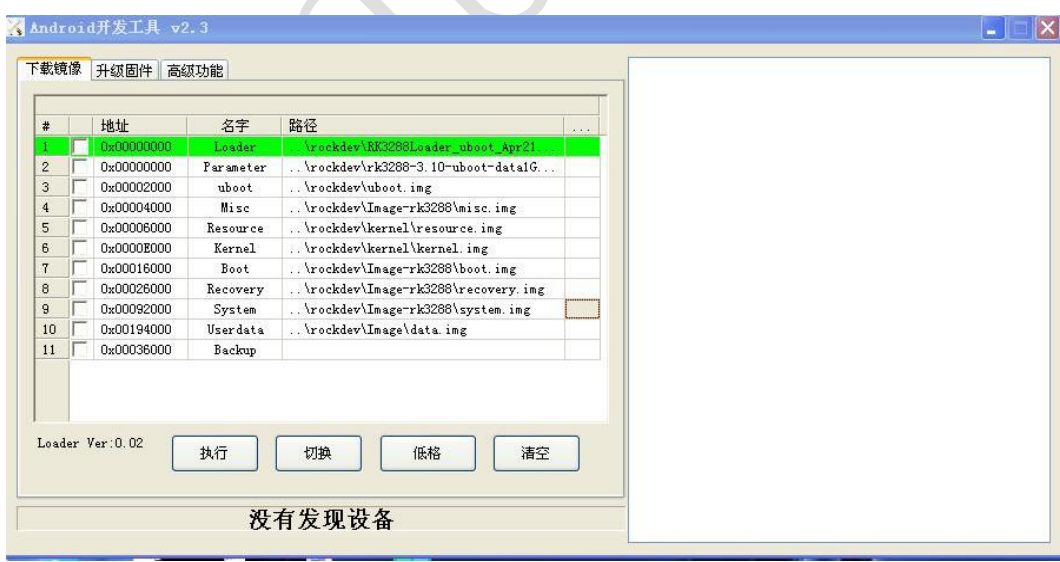 Android开发工具 v2.3
下载镜像 升级固件 高级功能
# 地址 名字 路径 ...
1 0x00000000 Loader ..\rockdev\RK3288Loader_uboot_Apr21...
2 0x00000000 Parameter ..\rockdev\rk3288-3.10-uboot-data1G...
3 0x00002000 uboot ..\rockdev\uboot.img
4 0x00004000 Misc ..\rockdev\Image-rk3288\misc.img
5 0x00006000 Resource ..\rockdev\kernel\resource.img
6 0x0000E000 Kernel ..\rockdev\kernel\kernel.img
7 0x00016000 Boot ..\rockdev\Image-rk3288\boot.img
8 0x00026000 Recovery ..\rockdev\Image-rk3288\recovery.img
9 0x00092000 System ..\rockdev\Image-rk3288\system.img
10 0x00194000 Userdata ..\rockdev\Image\data.img
11 0x00036000 Backup
Loader Ver:0.02 执行 切换 低格 清空
没有发现设备